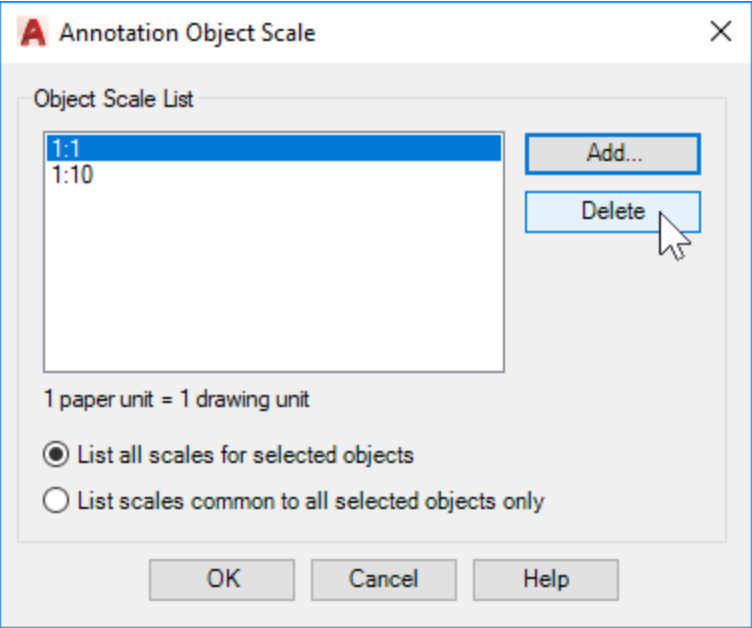 Annotation Object Scale
Object Scale List
1:1
1:10
Add...
Delete
1 paper unit = 1 drawing unit
List all scales for selected objects
List scales common to all selected objects only
OK
Cancel
Help